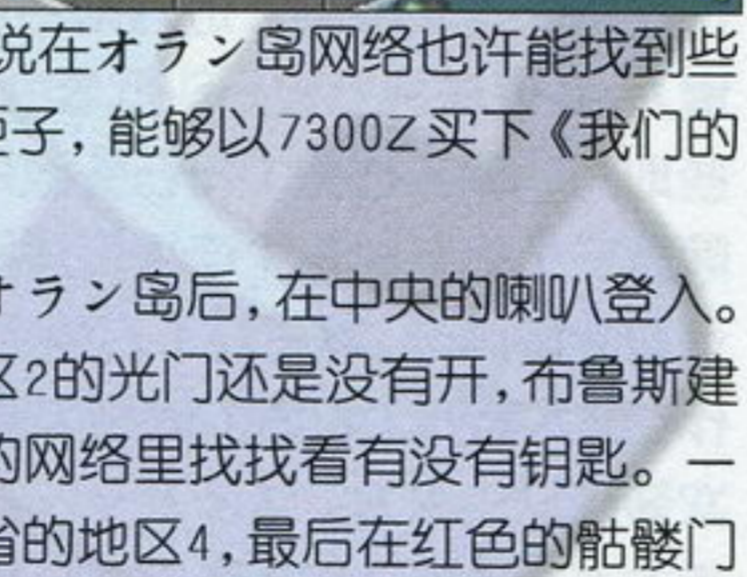 说在オラン岛网络也许能找到些
子，能够以7300Z买下《我们的
オラン岛后，在中央的喇叭登入。
区2的光门还是没有开，布鲁斯建
的网络里找找看有没有钥匙。一
的地区4，最后在红色的骷髅门